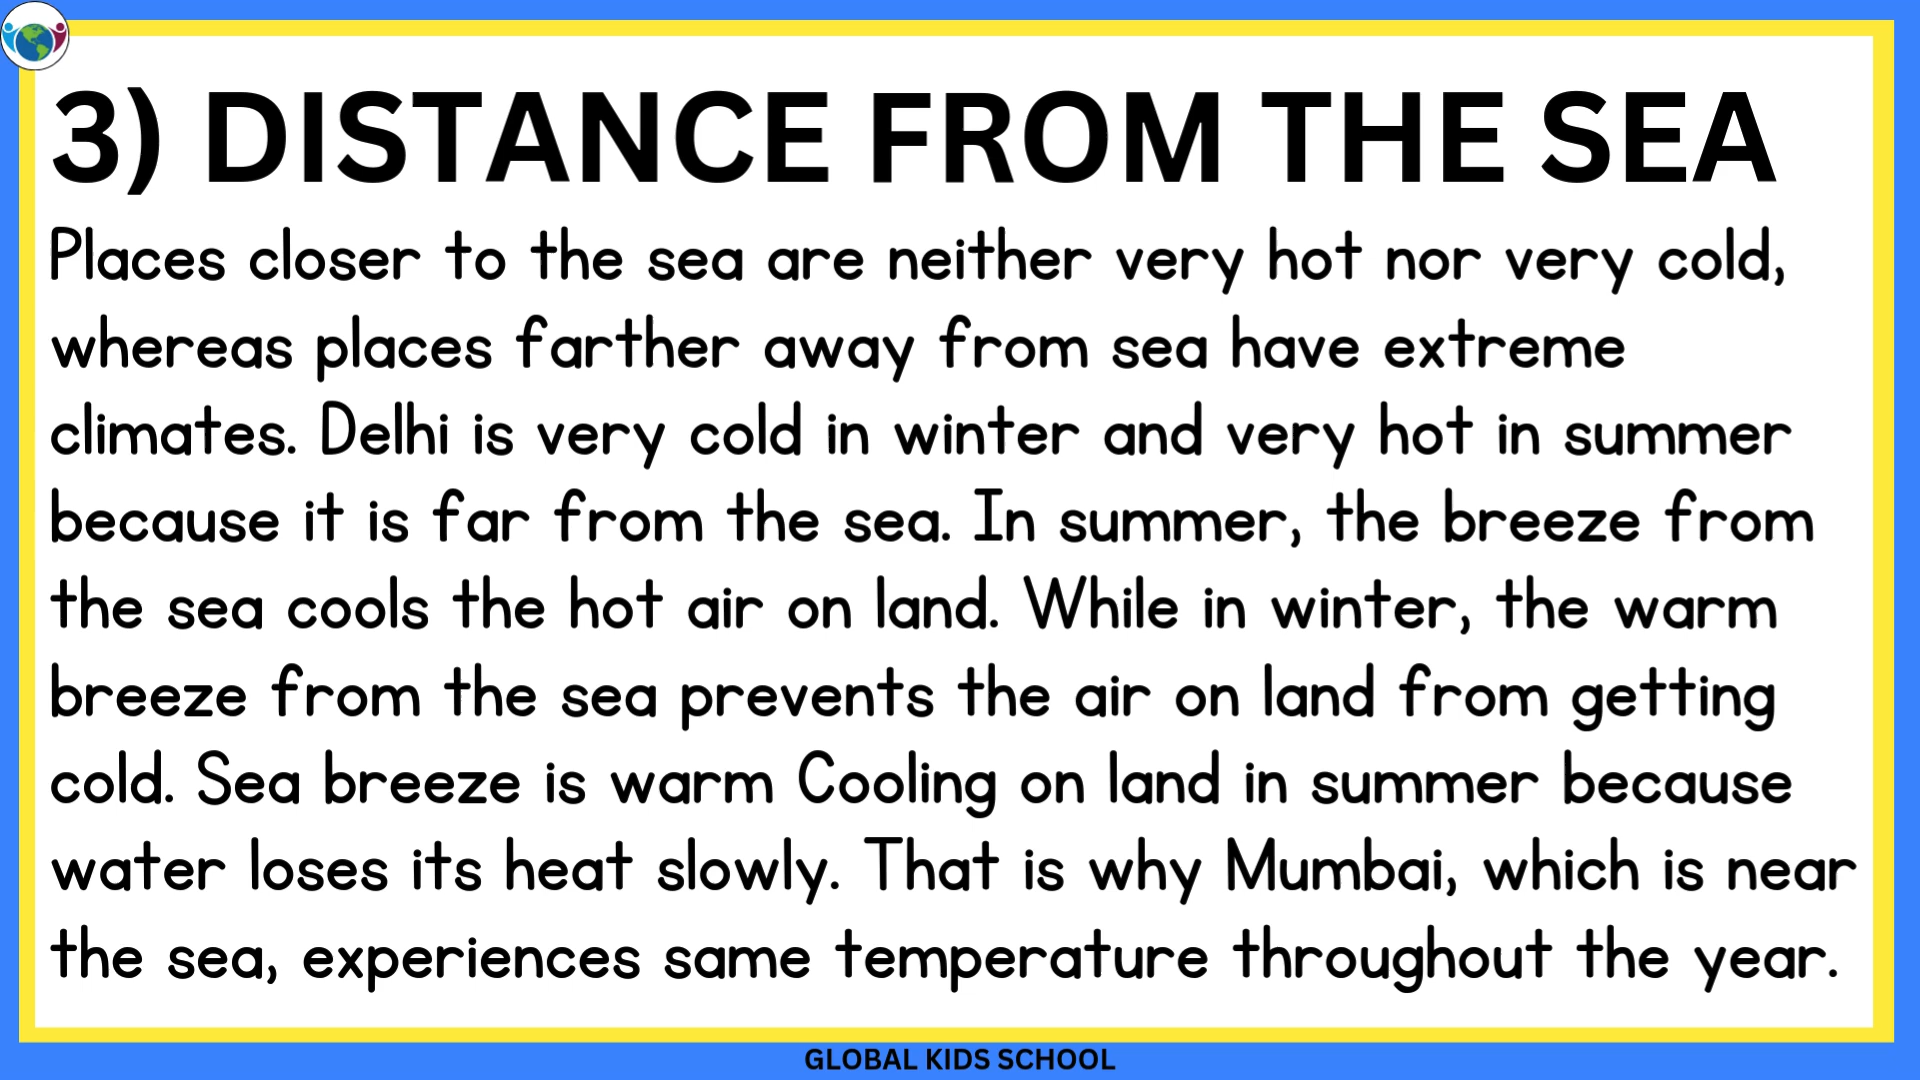 3) DISTANCE FROM THE SEA
Places closer to the sea are neither very hot nor very cold,
whereas places farther away from sea have extreme
climates. Delhi is very cold in winter and very hot in summer
because it is far from the sea. In summer, the breeze from
the sea cools the hot air on land. While in winter, the warm
breeze from the sea prevents the air on land from getting
cold. Sea breeze is warm Cooling on land in summer because
water loses its heat slowly. That is why Mumbai, which is near
the sea, experiences same temperature throughout the year.
GLOBAL KIDS SCHOOL